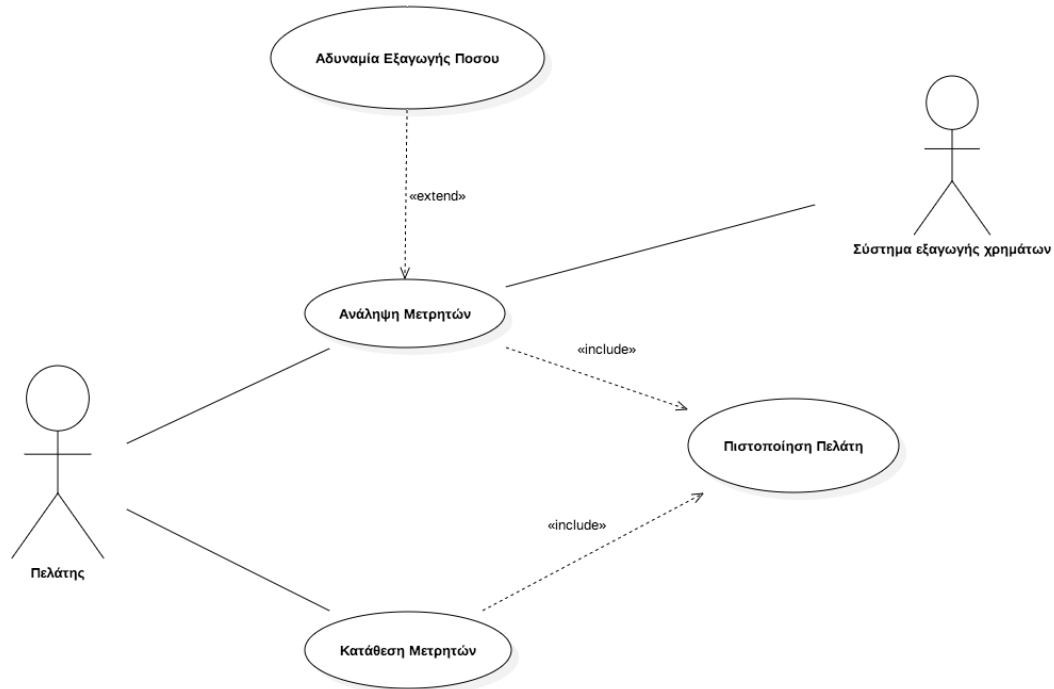 Αδυναμία Εξαγωγής Ποσου
«extend»
Σύστημα εξαγωγής χρημάτων
Ανάληψη Μετρητών
«include»
Πιστοποίηση Πελάτη
«include»
Πελάτης
Κατάθεση Μετρητών